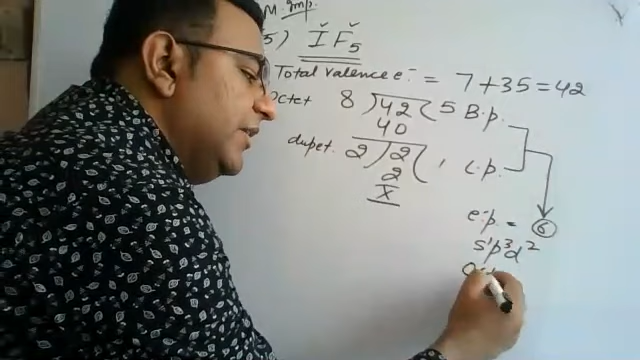 M. Imp.
5) IF5
Total valence e⁻ = 7+35=42
Octet 8 ) 42 ( 5 B.p.
40
dupet. 2 ) 2 ( 1 L.p.
2
X
e⁻p = 6
s'p³d²